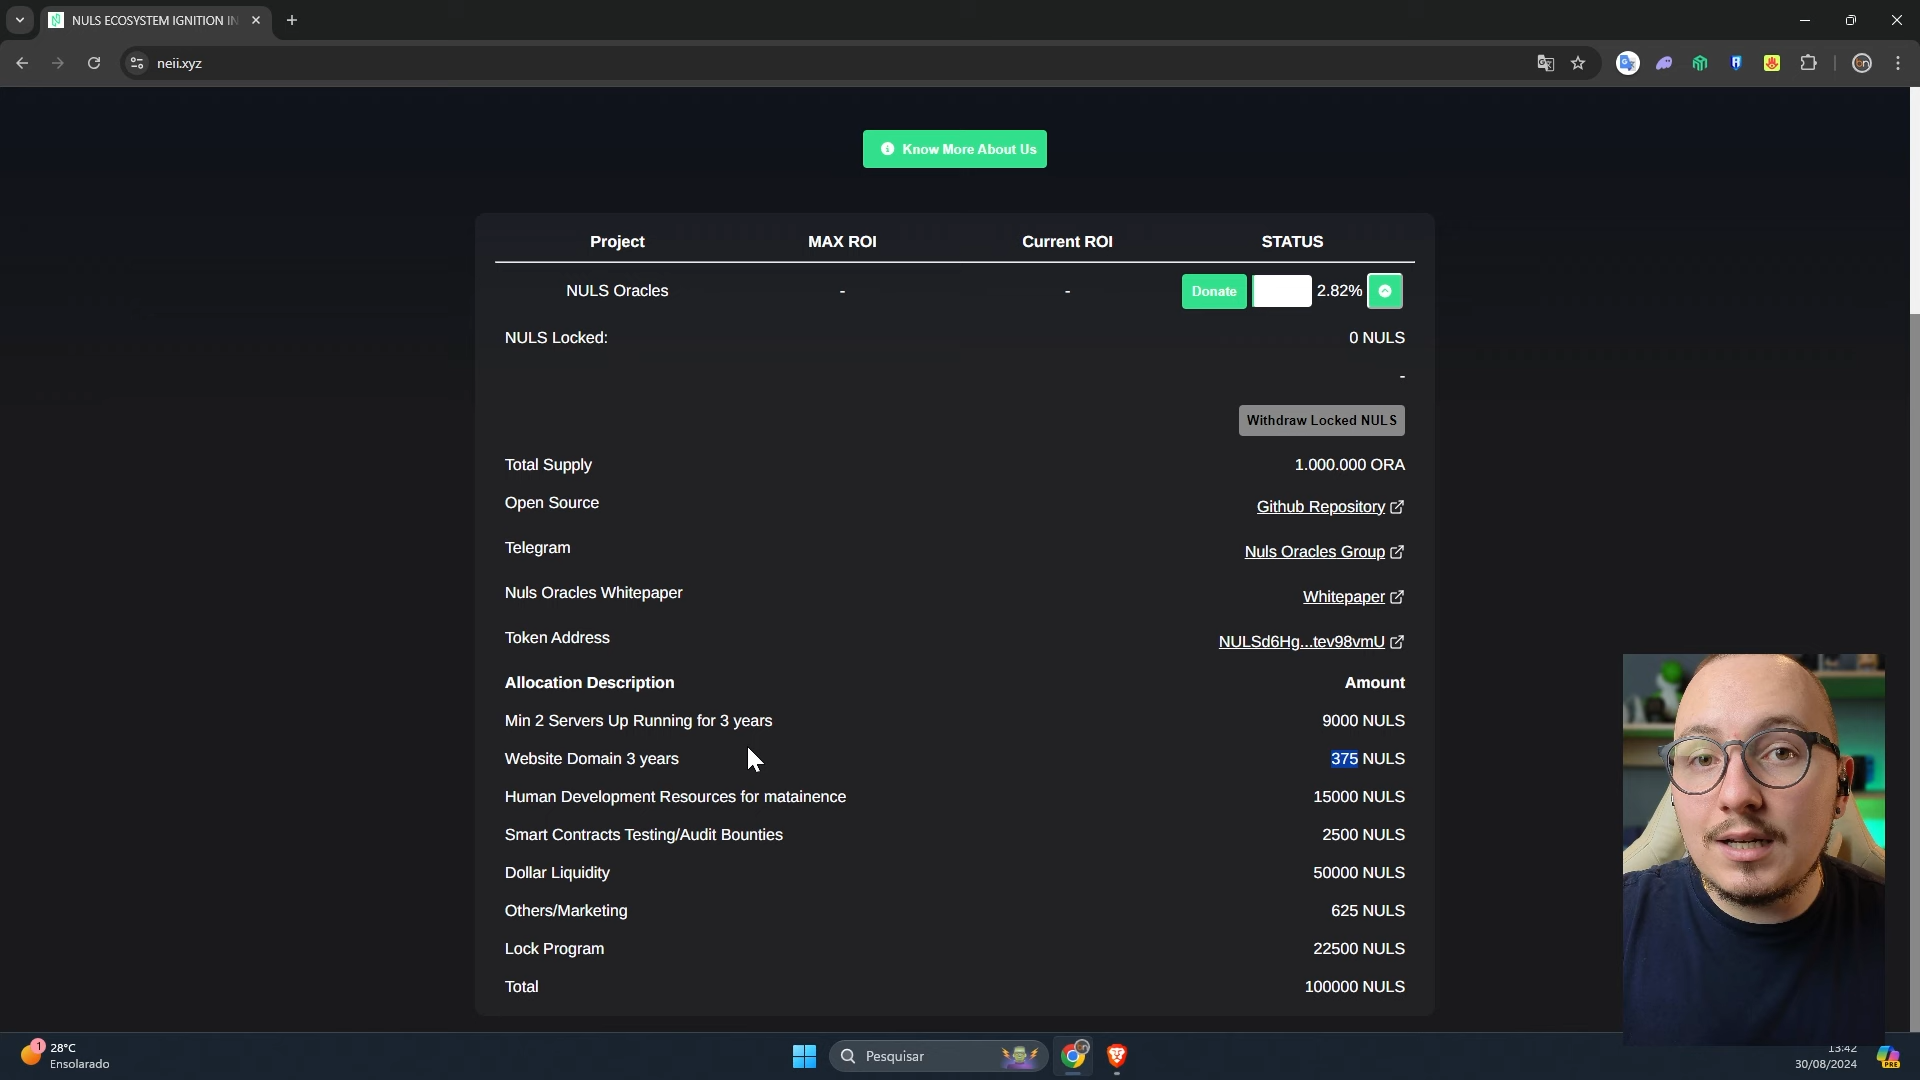 NULS ECOSYSTEM IGNITION IN
neii.xyz
Know More About Us
Project MAX ROI Current ROI STATUS
NULS Oracles - - Donate 2.82%
NULS Locked: 0 NULS
-
Withdraw Locked NULS
Total Supply 1.000.000 ORA
Open Source Github Repository
Telegram Nuls Oracles Group
Nuls Oracles Whitepaper Whitepaper
Token Address NULSd6Hg...tev98vmU
Allocation Description Amount
Min 2 Servers Up Running for 3 years 9000 NULS
Website Domain 3 years 375 NULS
Human Development Resources for matainence 15000 NULS
Smart Contracts Testing/Audit Bounties 2500 NULS
Dollar Liquidity 50000 NULS
Others/Marketing 625 NULS
Lock Program 22500 NULS
Total 100000 NULS
1
28°C
Ensolarado
Pesquisar
13:42
30/08/2024
PRE